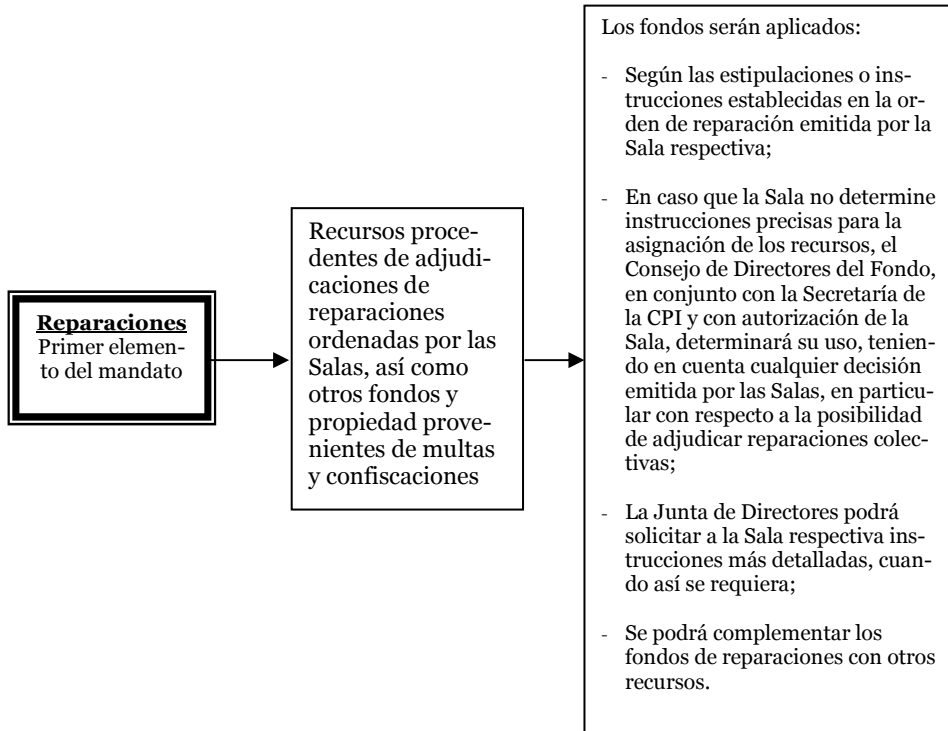 Reparaciones
Primer elemen-
to del mandato
Recursos proce-
dentes de adjudi-
caciones de
reparaciones
ordenadas por las
Salas, así como
otros fondos y
propiedad prove-
nientes de multas
y confiscaciones
Los fondos serán aplicados:
- Según las estipulaciones o ins-
trucciones establecidas en la or-
den de reparación emitida por la
Sala respectiva;
- En caso que la Sala no determine
instrucciones precisas para la
asignación de los recursos, el
Consejo de Directores del Fondo,
en conjunto con la Secretaría de
la CPI y con autorización de la
Sala, determinará su uso, tenien-
do en cuenta cualquier decisión
emitida por las Salas, en particu-
lar con respecto a la posibilidad
de adjudicar reparaciones colec-
tivas;
- La Junta de Directores podrá
solicitar a la Sala respectiva ins-
trucciones más detalladas, cuan-
do así se requiera;
- Se podrá complementar los
fondos de reparaciones con otros
recursos.